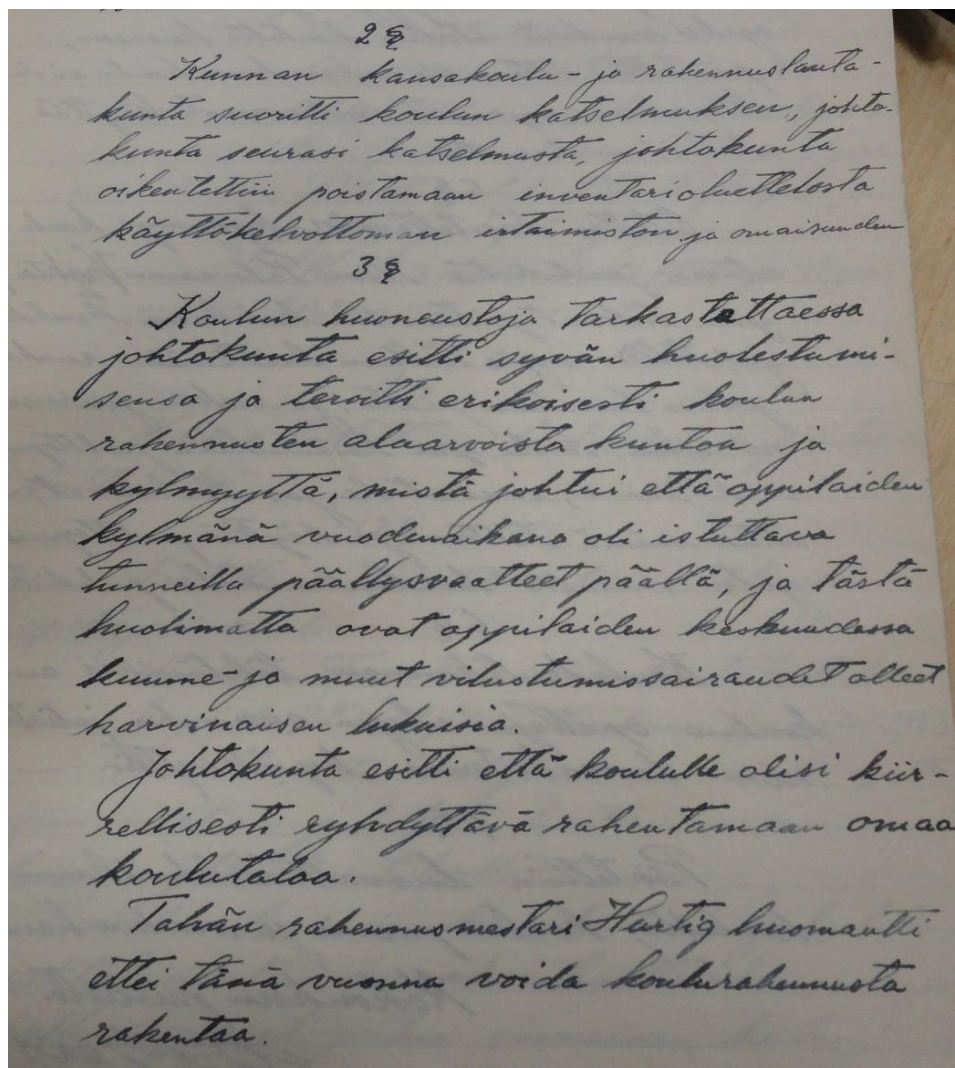 2 §
Kunnan kansakoulu- ja rakennuslauta-
kunta suoritti koulun katselmuksen, johto-
kunta seurasi katselmusta, johtokunta
oikeutettiin poistamaan inventarioluettelosta
käyttökelvottoman irtaimiston ja omaisuuden
3 §
Koulun huoneustoja tarkastettaessa
johtokunta esitti syvän huolestumi-
sensa ja teroitti erikoisesti koulun
rakennusten alaarvoista kuntoa ja
kylmyyttä, mistä johtui että oppilaiden
kylmänä vuodenaikana oli istuttava
tunneilla päällysvaatteet päällä, ja tästä
huolimatta ovat oppilaiden keskuudessa
kuume- ja muut vilustumissairaudet olleet
harvinaisen lukuisia.
Johtokunta esitti että koululle olisi kiir-
rellisesti ryhdyttävä rakentamaan omaa
koulutaloa.
Tähän rakennusmestari Hurtig huomautti
ettei tänä vuonna voida koulurakennusta
rakentaa.